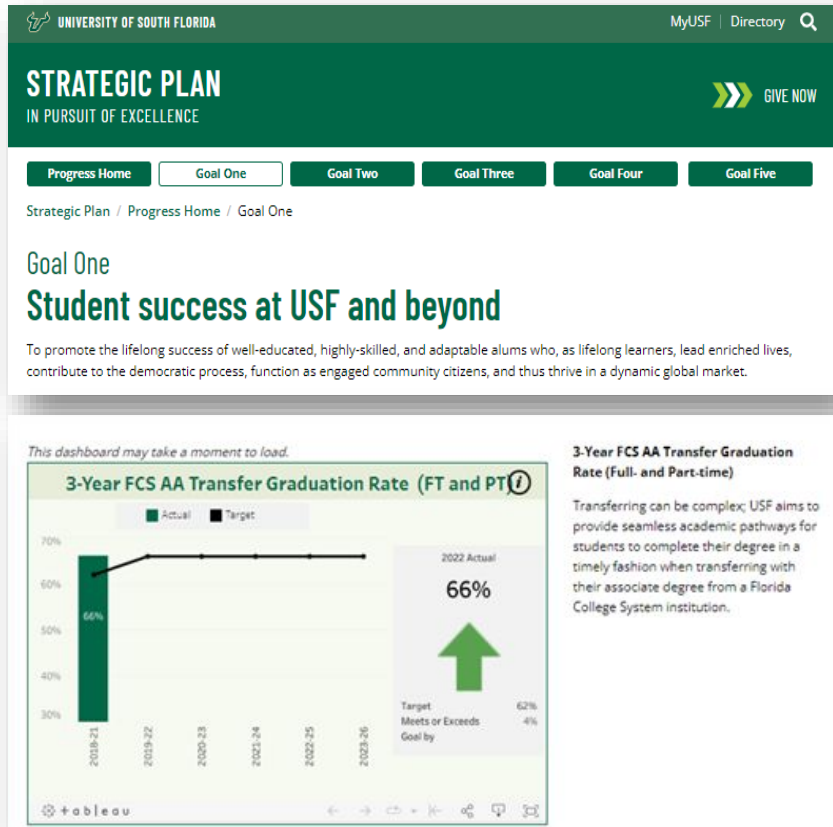 UNIVERSITY OF SOUTH FLORIDA
MyUSF | Directory
STRATEGIC PLAN
IN PURSUIT OF EXCELLENCE
GIVE NOW
Progress Home Goal One Goal Two Goal Three Goal Four Goal Five
Strategic Plan / Progress Home / Goal One
Goal One
Student success at USF and beyond
To promote the lifelong success of well-educated, highly-skilled, and adaptable alums who, as lifelong learners, lead enriched lives,
contribute to the democratic process, function as engaged community citizens, and thus thrive in a dynamic global market.
This dashboard may take a moment to load.
3-Year FCS AA Transfer Graduation Rate (FT and PT)
i
Actual Target
70%
60%
50%
40%
30%
66%
2018-21
2019-22
2020-23
2021-24
2022-25
2023-26
2022 Actual
66%
Target 62%
Meets or Exceeds 4%
Goal by
tableau
3-Year FCS AA Transfer Graduation
Rate (Full- and Part-time)
Transferring can be complex; USF aims to
provide seamless academic pathways for
students to complete their degree in a
timely fashion when transferring with
their associate degree from a Florida
College System institution.